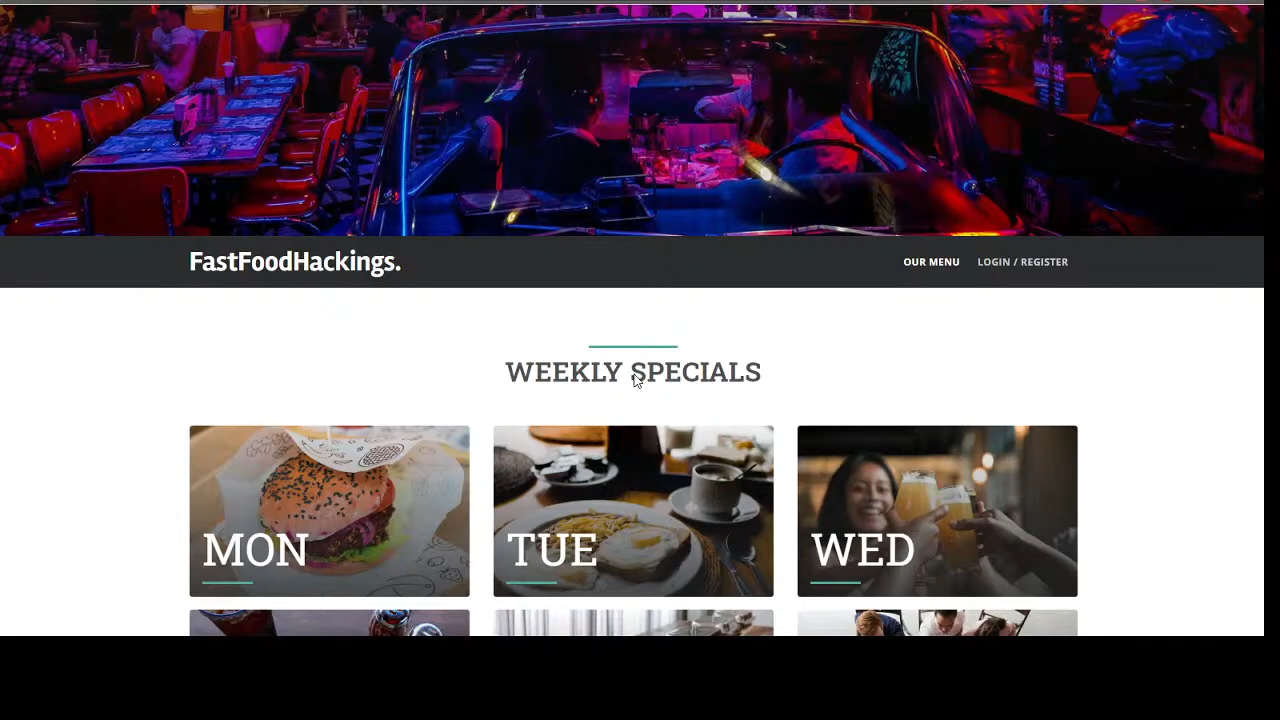 FastFoodHackings.
OUR MENU LOGIN / REGISTER
WEEKLY SPECIALS
MON
TUE
WED